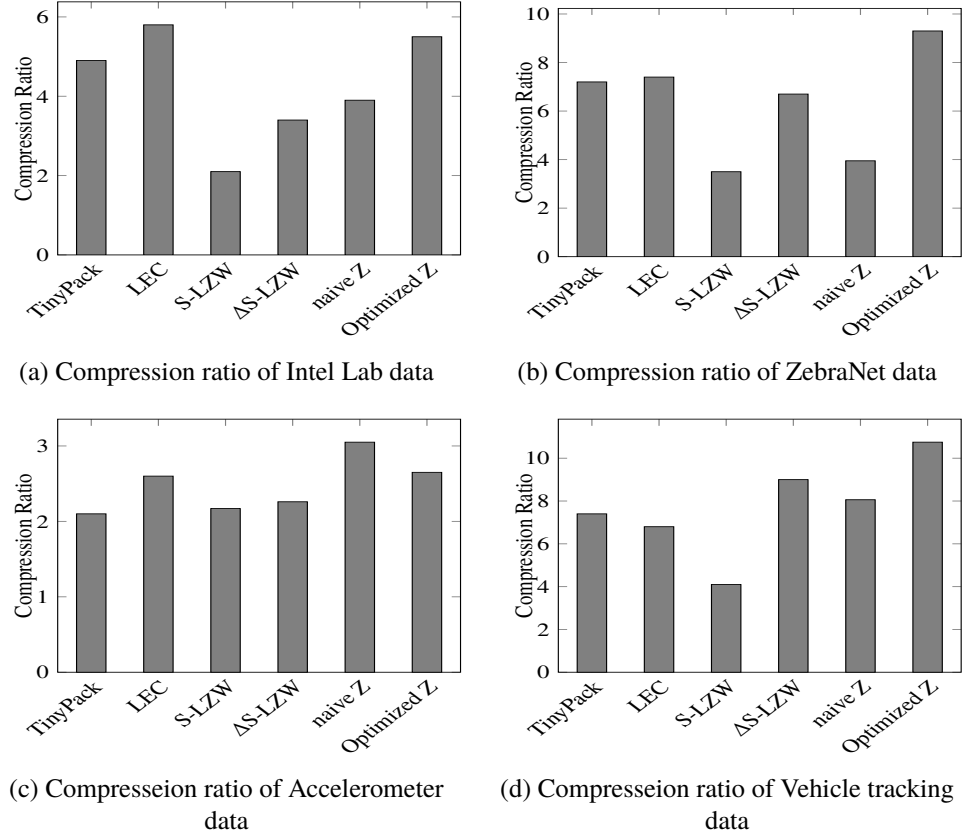 6
4
2
0
Compression Ratio
TinyPack
LEC
S-LZW
ΔS-LZW
naive Z
Optimized Z
(a) Compression ratio of Intel Lab data
10
8
6
4
2
0
Compression Ratio
TinyPack
LEC
S-LZW
ΔS-LZW
naive Z
Optimized Z
(b) Compression ratio of ZebraNet data
3
2
1
0
Compression Ratio
TinyPack
LEC
S-LZW
ΔS-LZW
naive Z
Optimized Z
(c) Compresseion ratio of Accelerometer
data
10
8
6
4
2
0
Compression Ratio
TinyPack
LEC
S-LZW
ΔS-LZW
naive Z
Optimized Z
(d) Compresseion ratio of Vehicle tracking
data